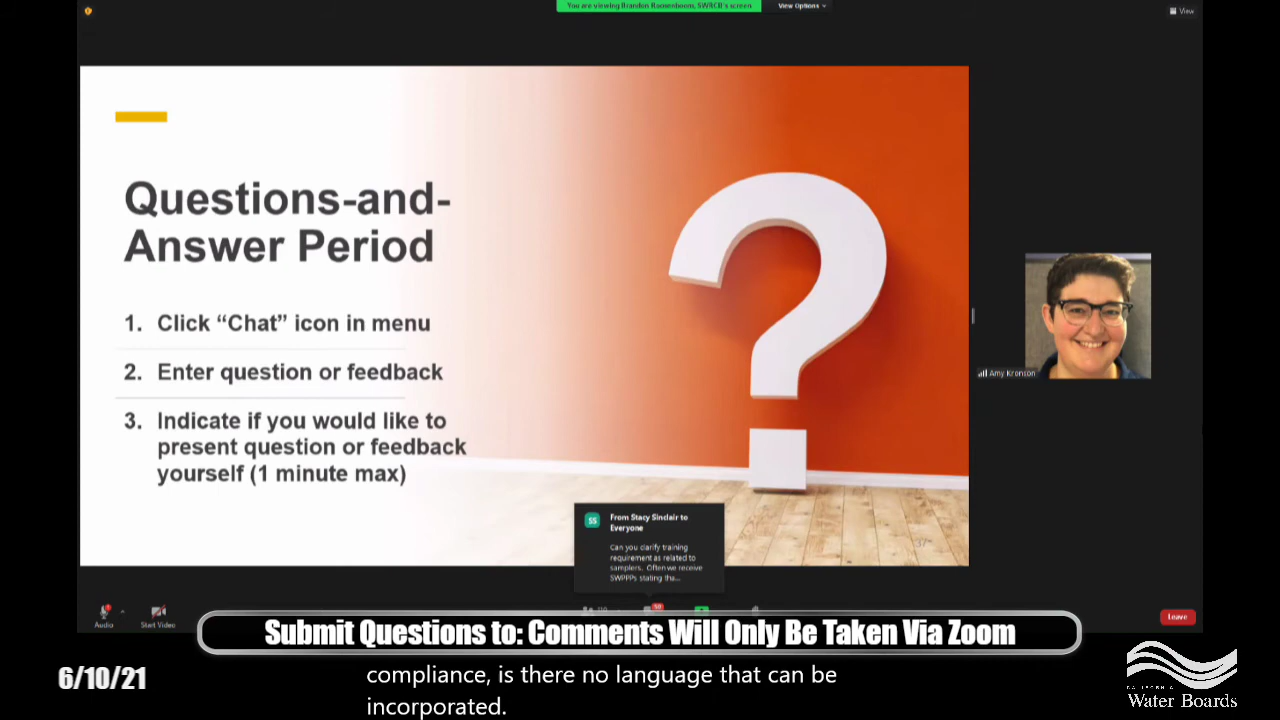 You are viewing Brandon Roosenboom, SWRCB's screen
View Options
View
Questions-and-
Answer Period
1. Click “Chat” icon in menu
2. Enter question or feedback
3. Indicate if you would like to
present question or feedback
yourself (1 minute max)
Amy Kronson
SS
From Stacy Sinclair to
Everyone
Can you clarify training
requirement as related to
samplers. Often we receive
SWPPPs stating tha...
37
Audio
Start Video
Leave
Submit Questions to: Comments Will Only Be Taken Via Zoom
6/10/21
compliance, is there no language that can be
incorporated.
CALIFORNIA
Water Boards